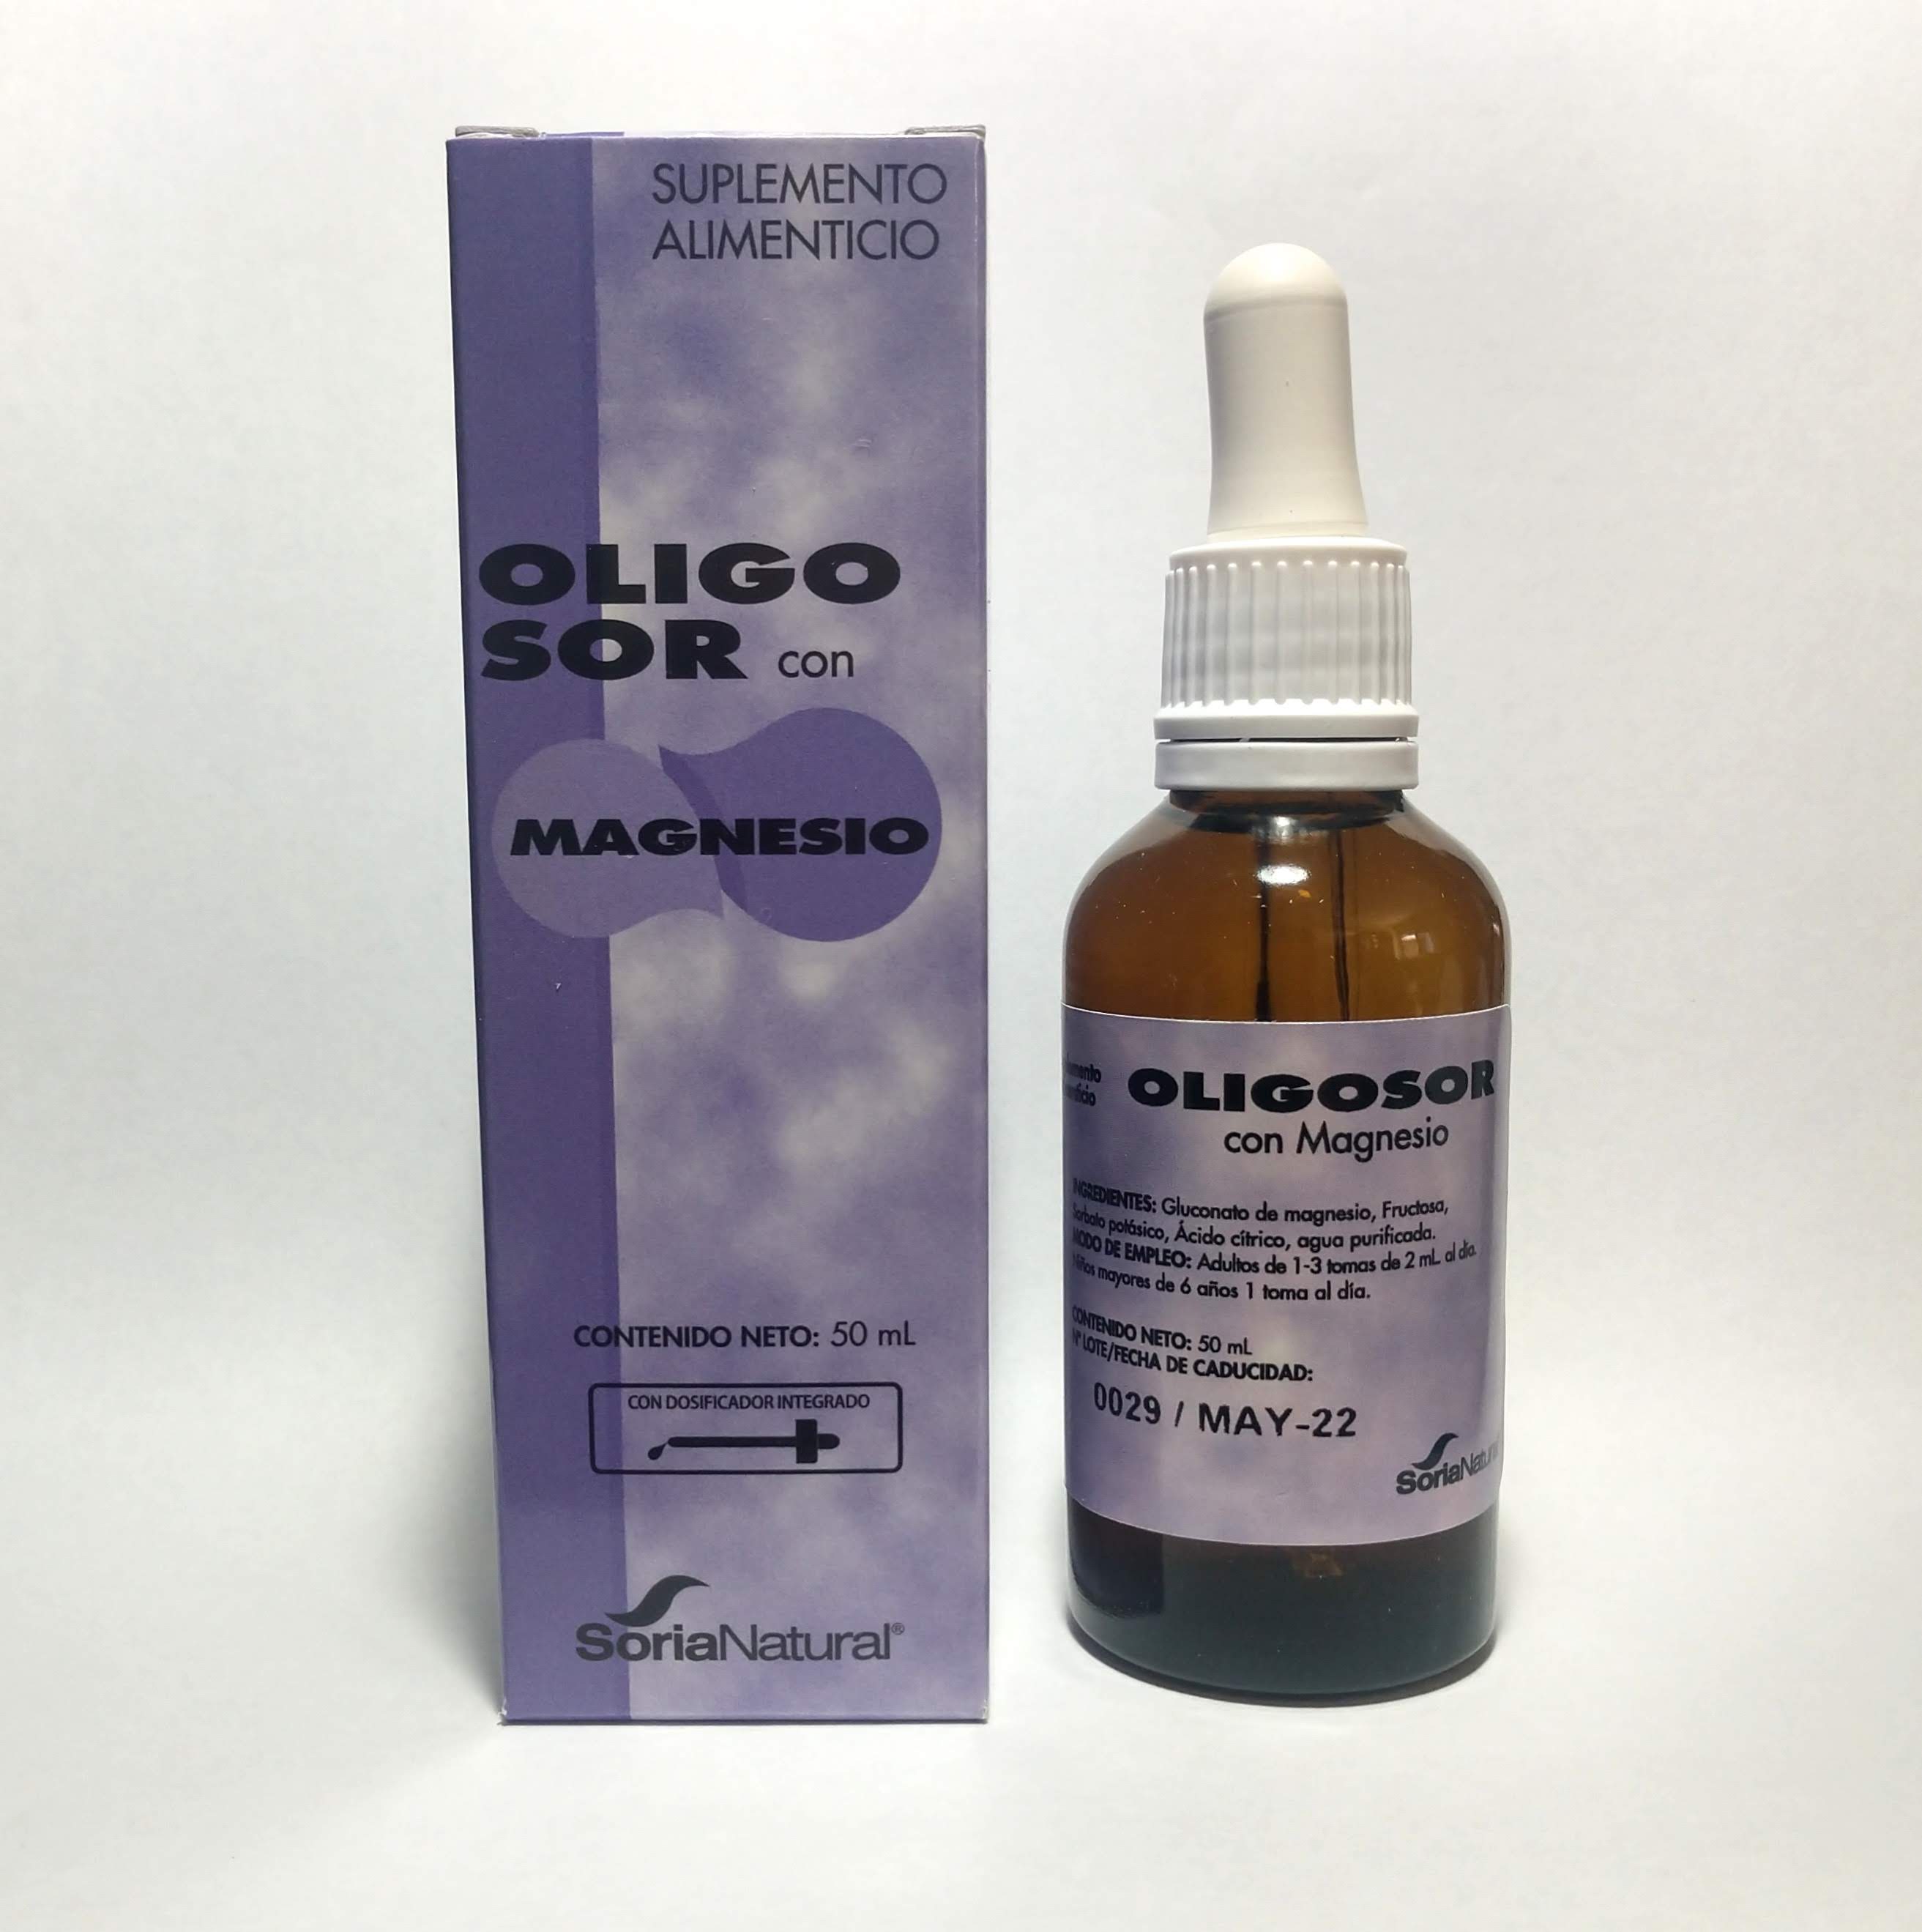 SUPLEMENTO
ALIMENTICIO
OLIGO
SOR con
MAGNESIO
CONTENIDO NETO: 50 mL
CON DOSIFICADOR INTEGRADO
SoriaNatural®
OLIGOSOR
con Magnesio
INGREDIENTES: Gluconato de magnesio, Fructosa,
Sorbato potásico, Ácido cítrico, agua purificada.
MODO DE EMPLEO: Adultos de 1-3 tomas de 2 mL al día.
Niños mayores de 6 años 1 toma al día.
CONTENIDO NETO: 50 mL
Nº LOTE/FECHA DE CADUCIDAD:
0029 / MAY-22
SoriaNatural